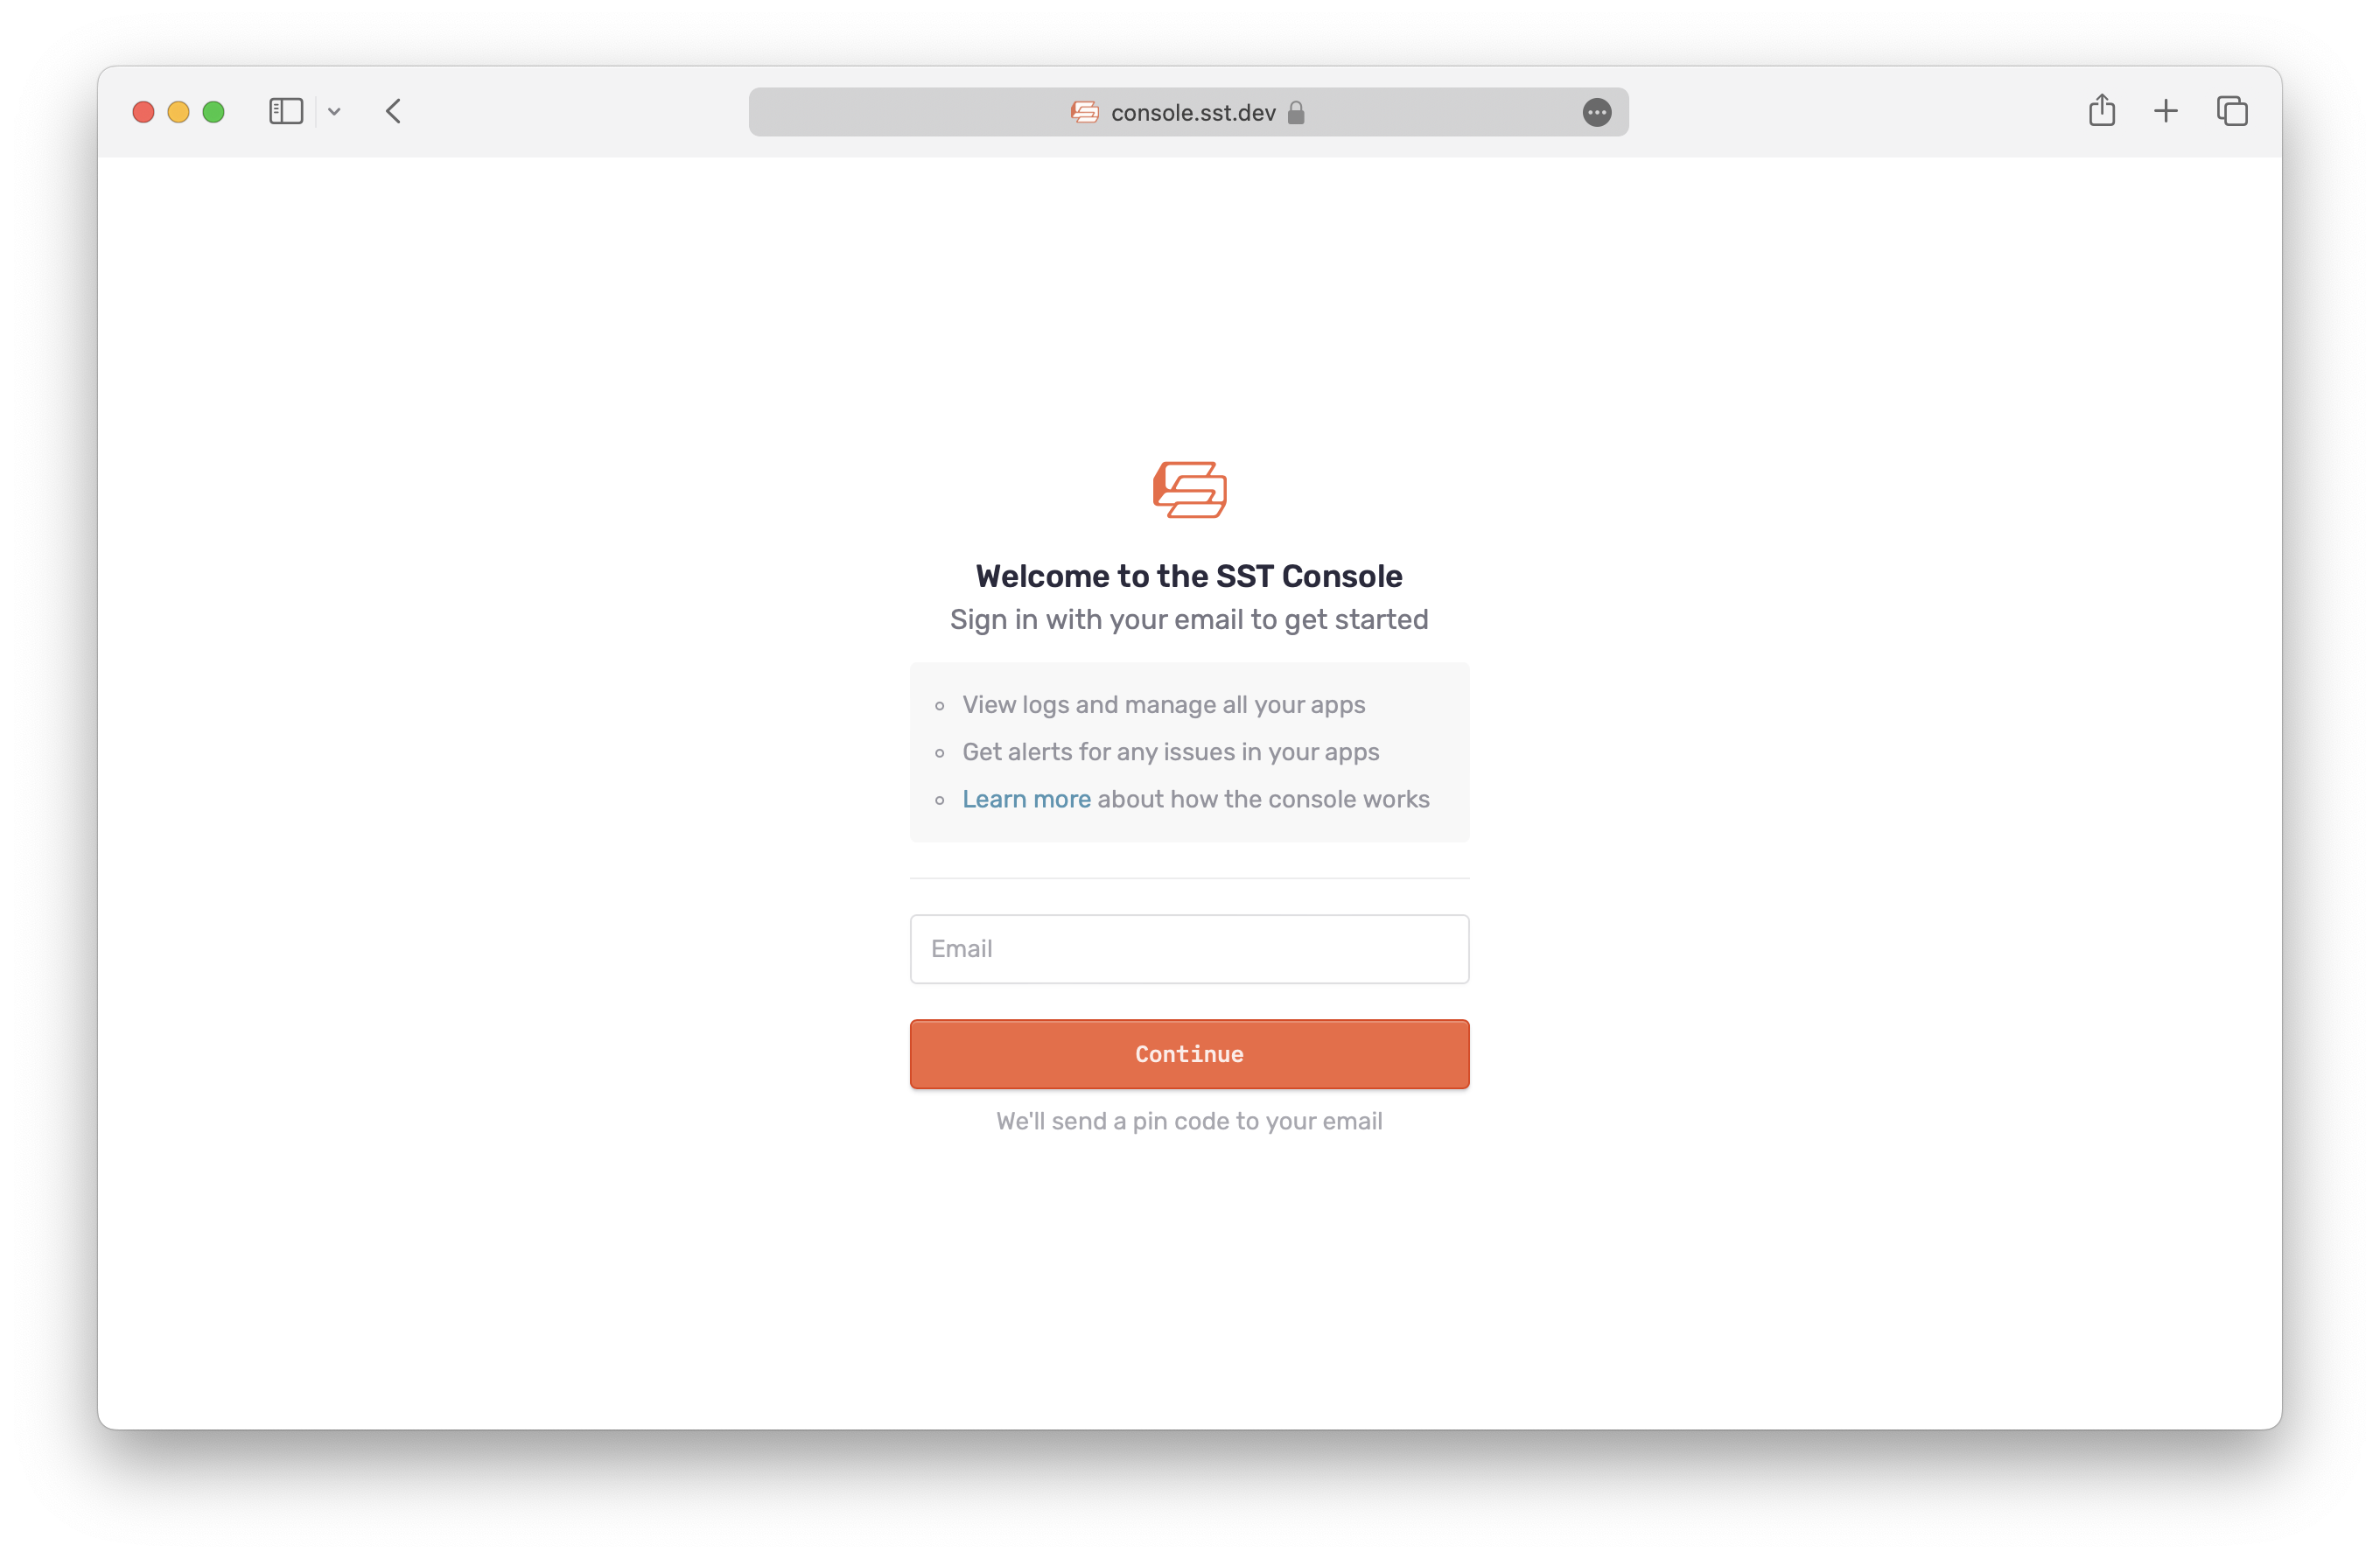 console.sst.dev
Welcome to the SST Console
Sign in with your email to get started
View logs and manage all your apps
Get alerts for any issues in your apps
Learn more about how the console works
Email
Continue
We'll send a pin code to your email